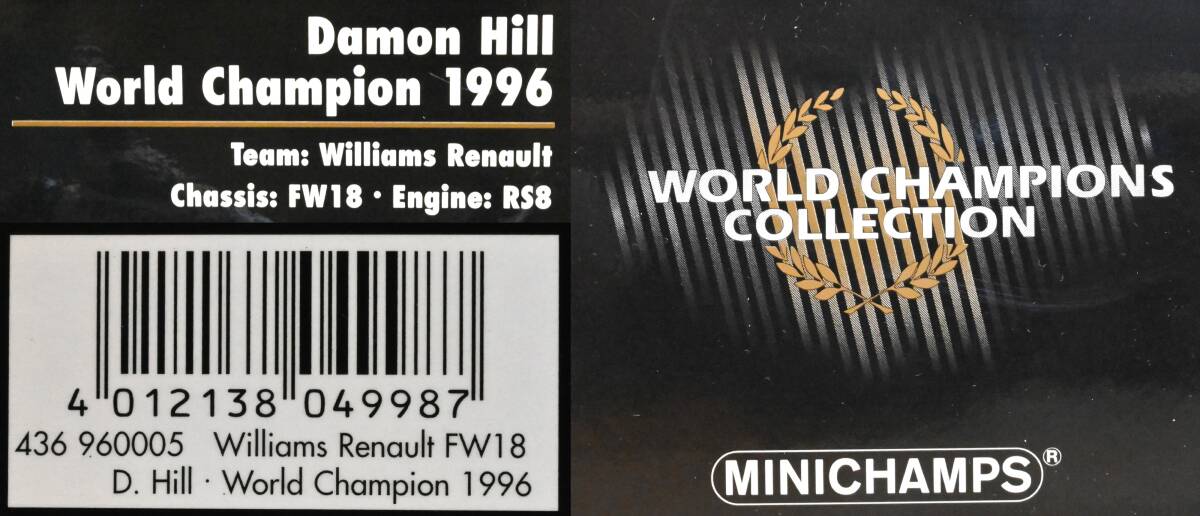 Damon Hill
World Champion 1996
Team: Williams Renault
Chassis: FW18 • Engine: RS8
4 012138 049987
436 960005 Williams Renault FW18
D. Hill · World Champion 1996
WORLD CHAMPIONS
COLLECTION
MINICHAMPS®